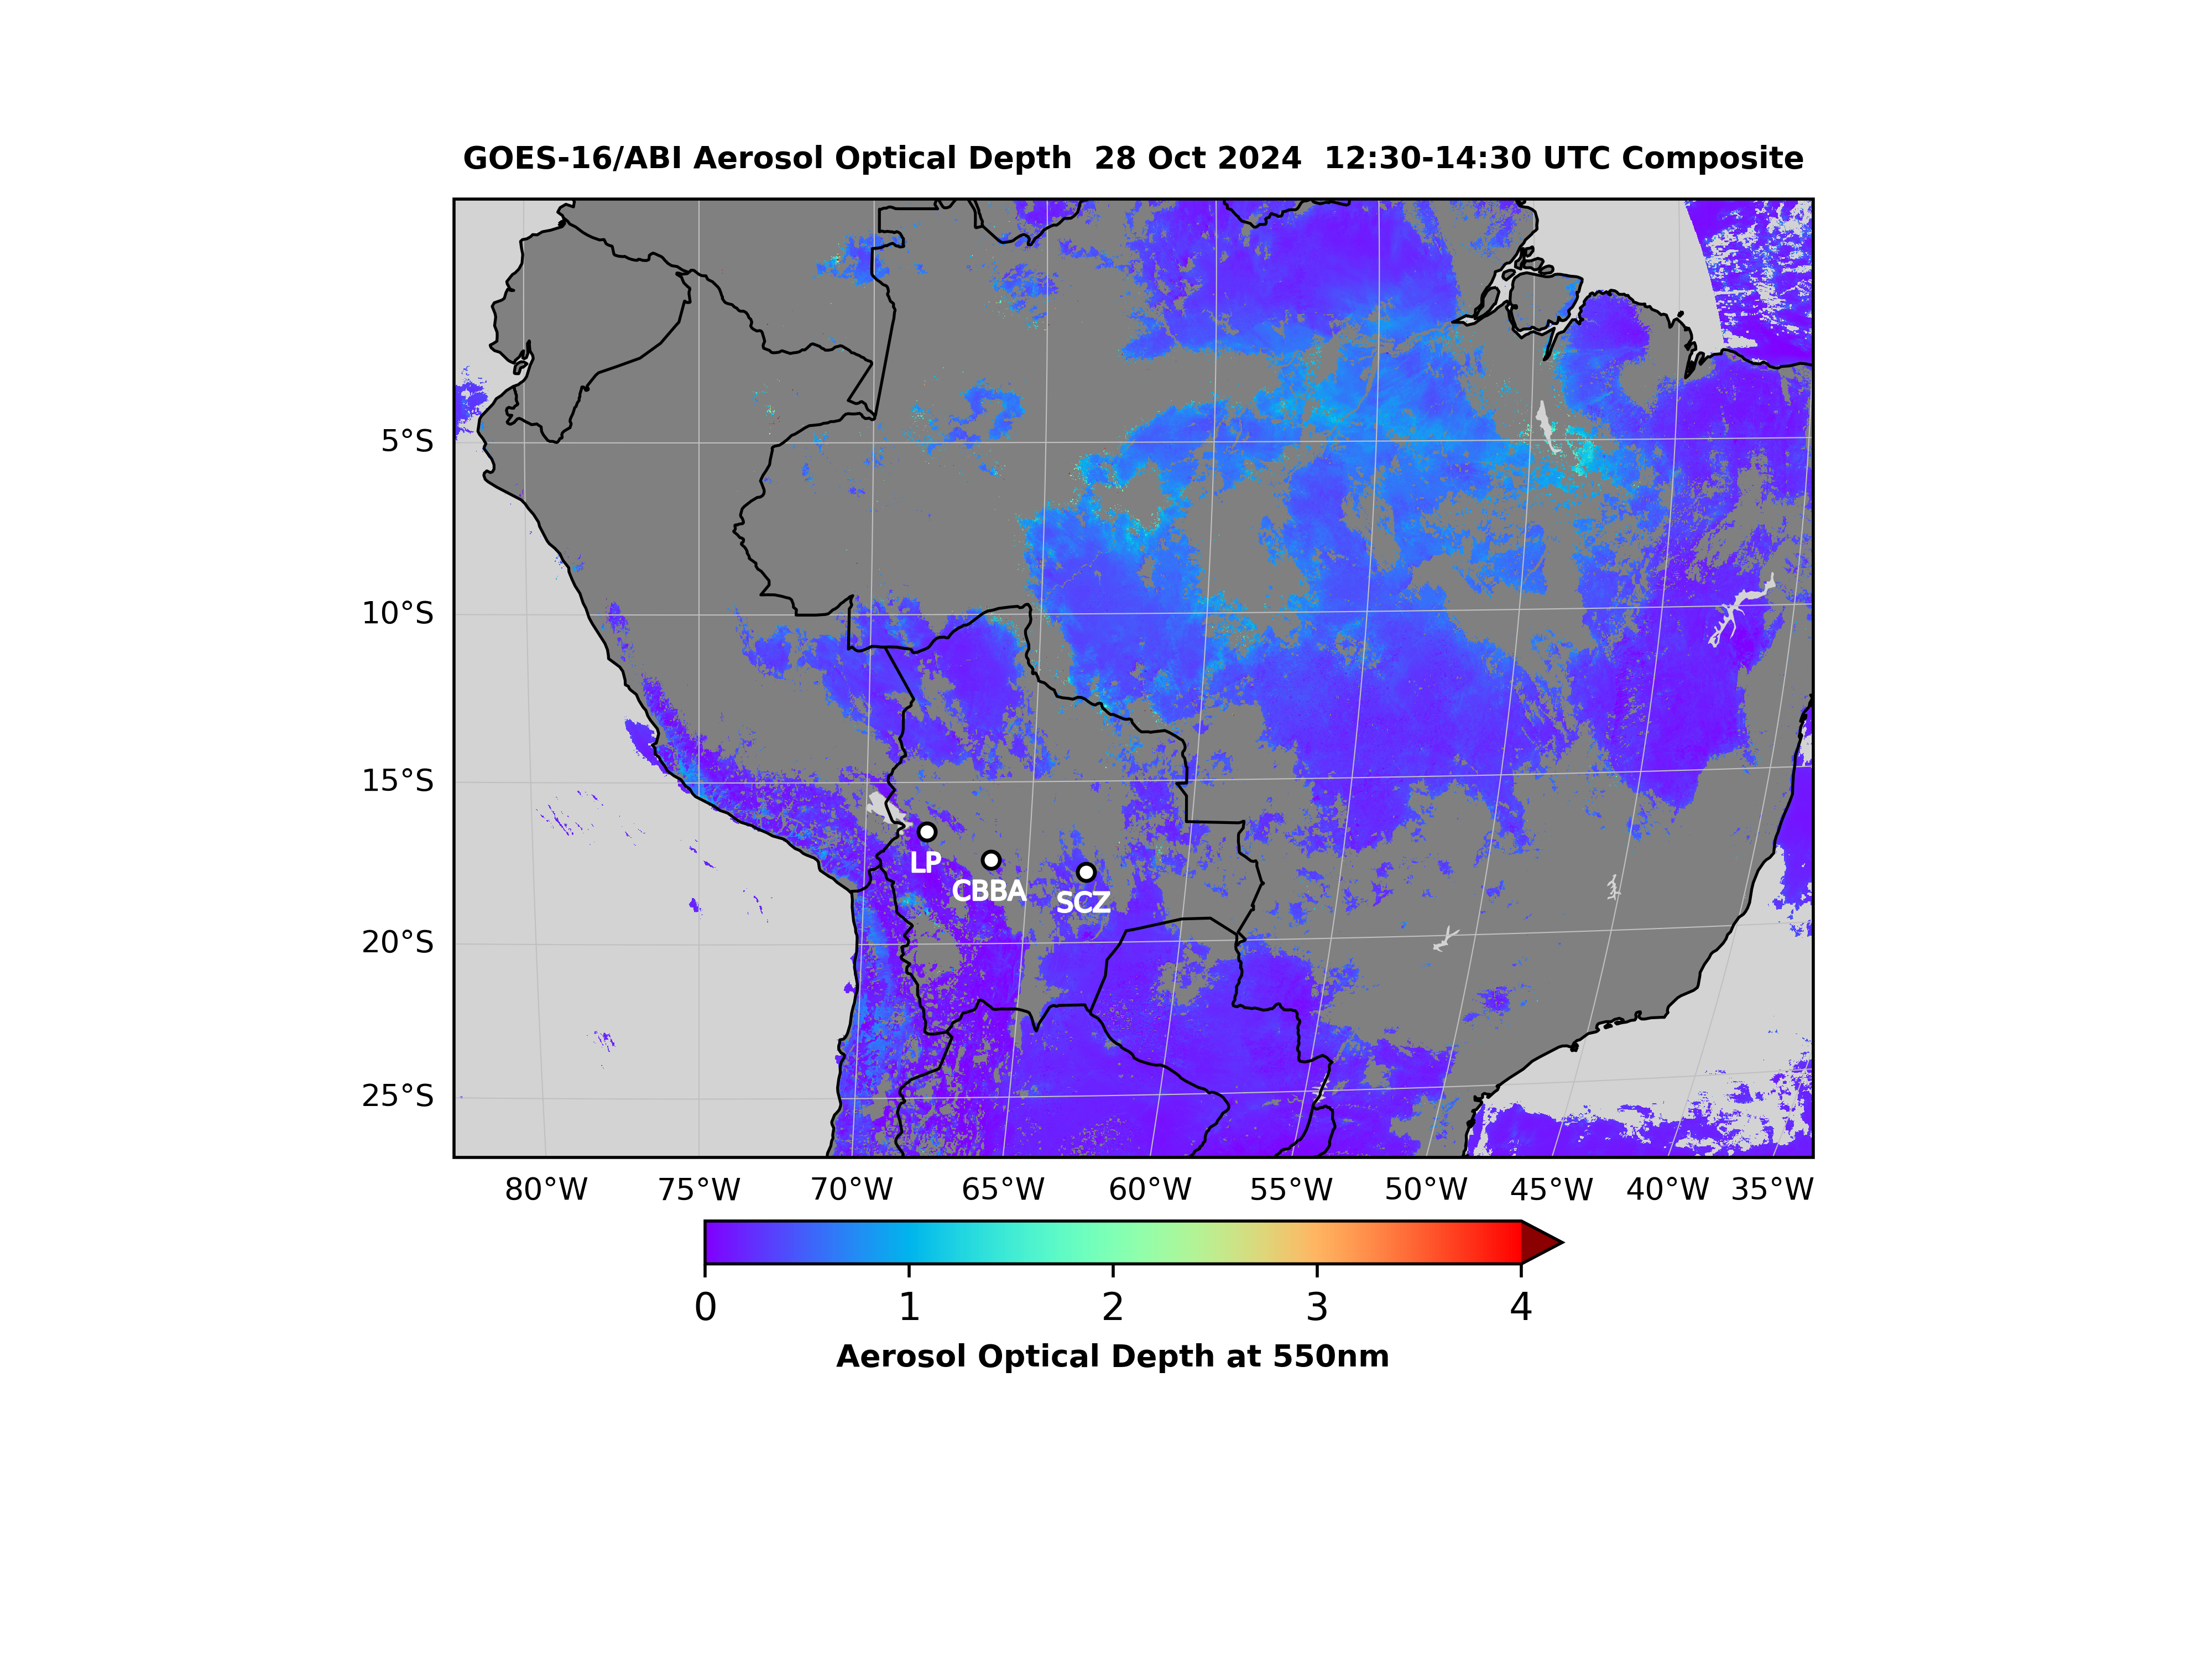 GOES-16/ABI Aerosol Optical Depth  28 Oct 2024  12:30-14:30 UTC Composite
5°S
10°S
15°S
20°S
25°S
LP
CBBA
SCZ
80°W 75°W 70°W 65°W 60°W 55°W 50°W 45°W 40°W 35°W
0 1 2 3 4
Aerosol Optical Depth at 550nm